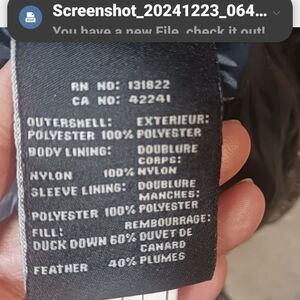 Screenshot_20241223_064...
You have a new File, check it out!
RN NO: 131822
CA NO: 42241
OUTERSHELL: EXTERIEUR:
POLYESTER 100% POLYESTER
BODY LINING: DOUBLURE
CORPS:
NYLON 100% NYLON
SLEEVE LINING: DOUBLURE
MANCHES:
POLYESTER 100% POLYESTER
FILL: REMBOURRAGE:
DUCK DOWN 60% DUVET DE
CANARD
FEATHER 40% PLUMES